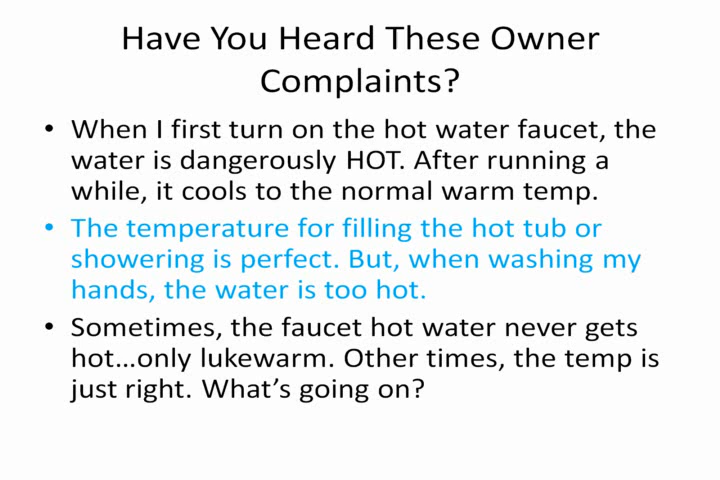 Have You Heard These Owner
Complaints?
• When I first turn on the hot water faucet, the
water is dangerously HOT. After running a
while, it cools to the normal warm temp.
• The temperature for filling the hot tub or
showering is perfect. But, when washing my
hands, the water is too hot.
• Sometimes, the faucet hot water never gets
hot…only lukewarm. Other times, the temp is
just right. What's going on?